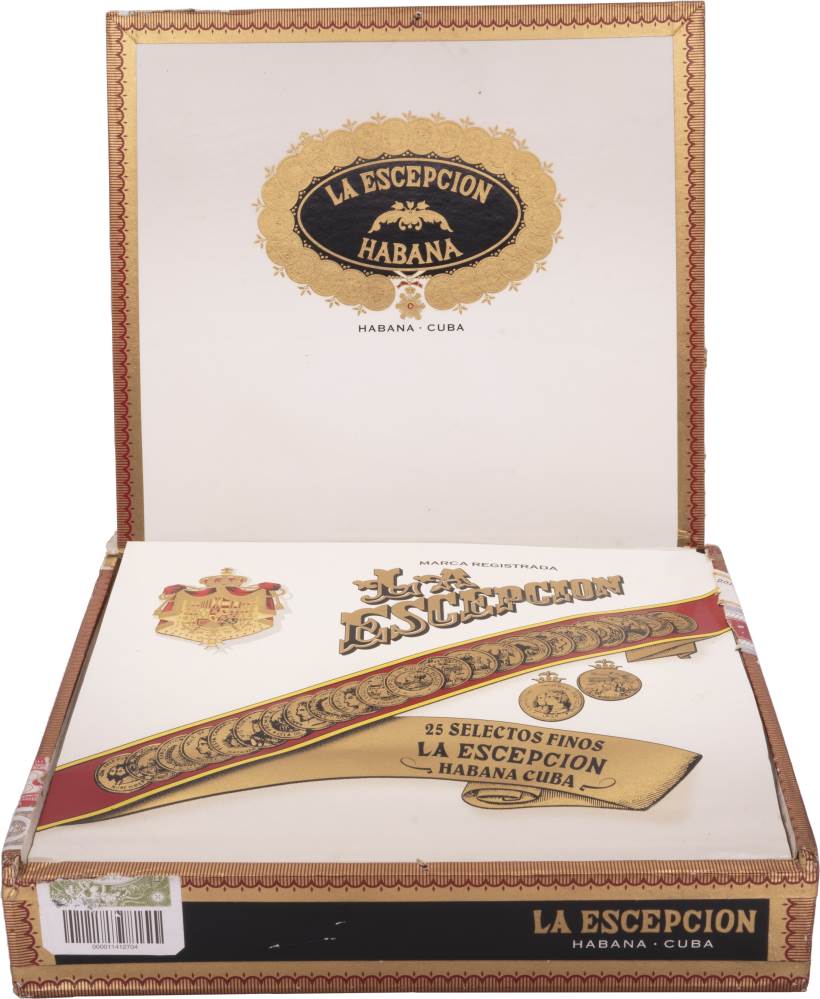 LA ESCEPCION
HABANA
HABANA · CUBA
MARCA REGISTRADA
LA
ESCEPCION
25 SELECTOS FINOS
LA ESCEPCION
HABANA CUBA
000011412704
LA ESCEPCION
HABANA · CUBA